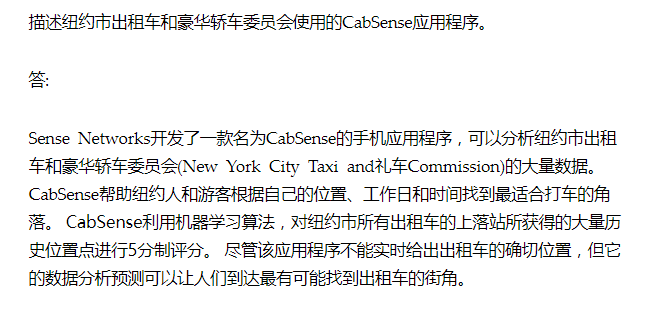 描述纽约市出租车和豪华轿车委员会使用的CabSense应用程序。
答:
Sense Networks开发了一款名为CabSense的手机应用程序，可以分析纽约市出租
车和豪华轿车委员会(New York City Taxi and礼车Commission)的大量数据。
CabSense帮助纽约人和游客根据自己的位置、工作日和时间找到最适合打车的角
落。 CabSense利用机器学习算法，对纽约市所有出租车的上落站所获得的大量历
史位置点进行5分制评分。 尽管该应用程序不能实时给出出租车的确切位置，但它
的数据分析预测可以让人们到达最有可能找到出租车的街角。